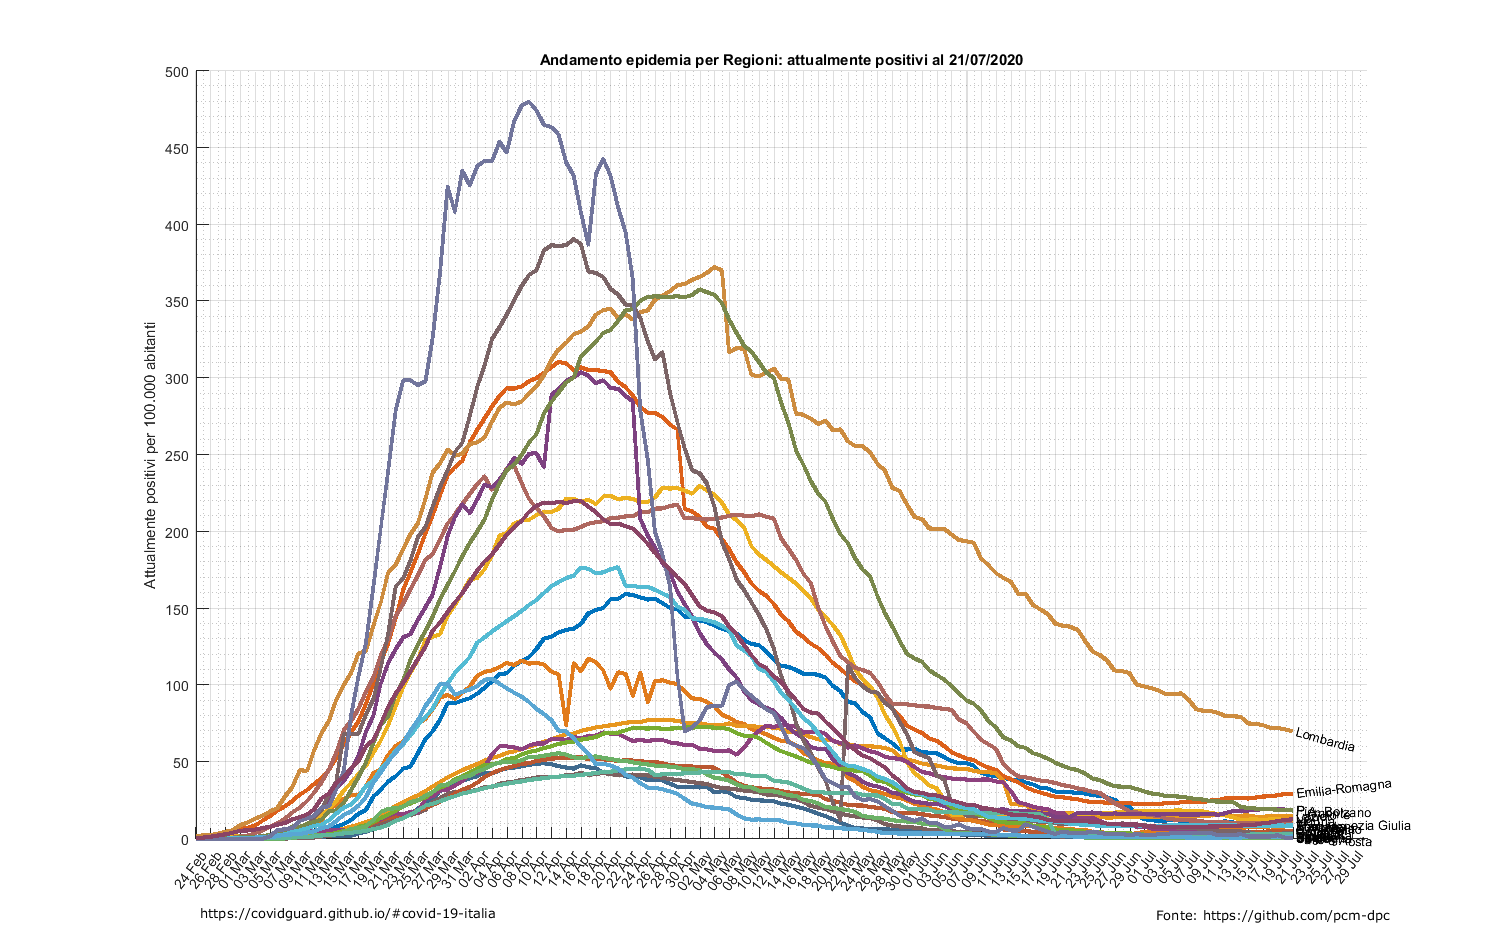 Andamento epidemia per Regioni: attualmente positivi al 21/07/2020
500
450
400
350
300
250
200
150
100
50
0
Attualmente positivi per 100.000 abitanti
Lombardia
Emilia-Romagna
P.A. Bolzano
24 Feb
26 Feb
28 Feb
01 Mar
03 Mar
05 Mar
07 Mar
09 Mar
11 Mar
13 Mar
15 Mar
17 Mar
19 Mar
21 Mar
23 Mar
25 Mar
27 Mar
29 Mar
31 Mar
02 Apr
04 Apr
06 Apr
08 Apr
10 Apr
12 Apr
14 Apr
16 Apr
18 Apr
20 Apr
22 Apr
24 Apr
26 Apr
28 Apr
30 Apr
02 May
04 May
06 May
08 May
10 May
12 May
14 May
16 May
18 May
20 May
22 May
24 May
26 May
28 May
30 May
01 Jun
03 Jun
05 Jun
07 Jun
09 Jun
11 Jun
13 Jun
15 Jun
17 Jun
19 Jun
21 Jun
23 Jun
25 Jun
27 Jun
29 Jun
01 Jul
03 Jul
05 Jul
07 Jul
09 Jul
11 Jul
13 Jul
15 Jul
17 Jul
19 Jul
21 Jul
23 Jul
25 Jul
27 Jul
29 Jul
https://covidguard.github.io/#covid-19-italia
Fonte: https://github.com/pcm-dpc